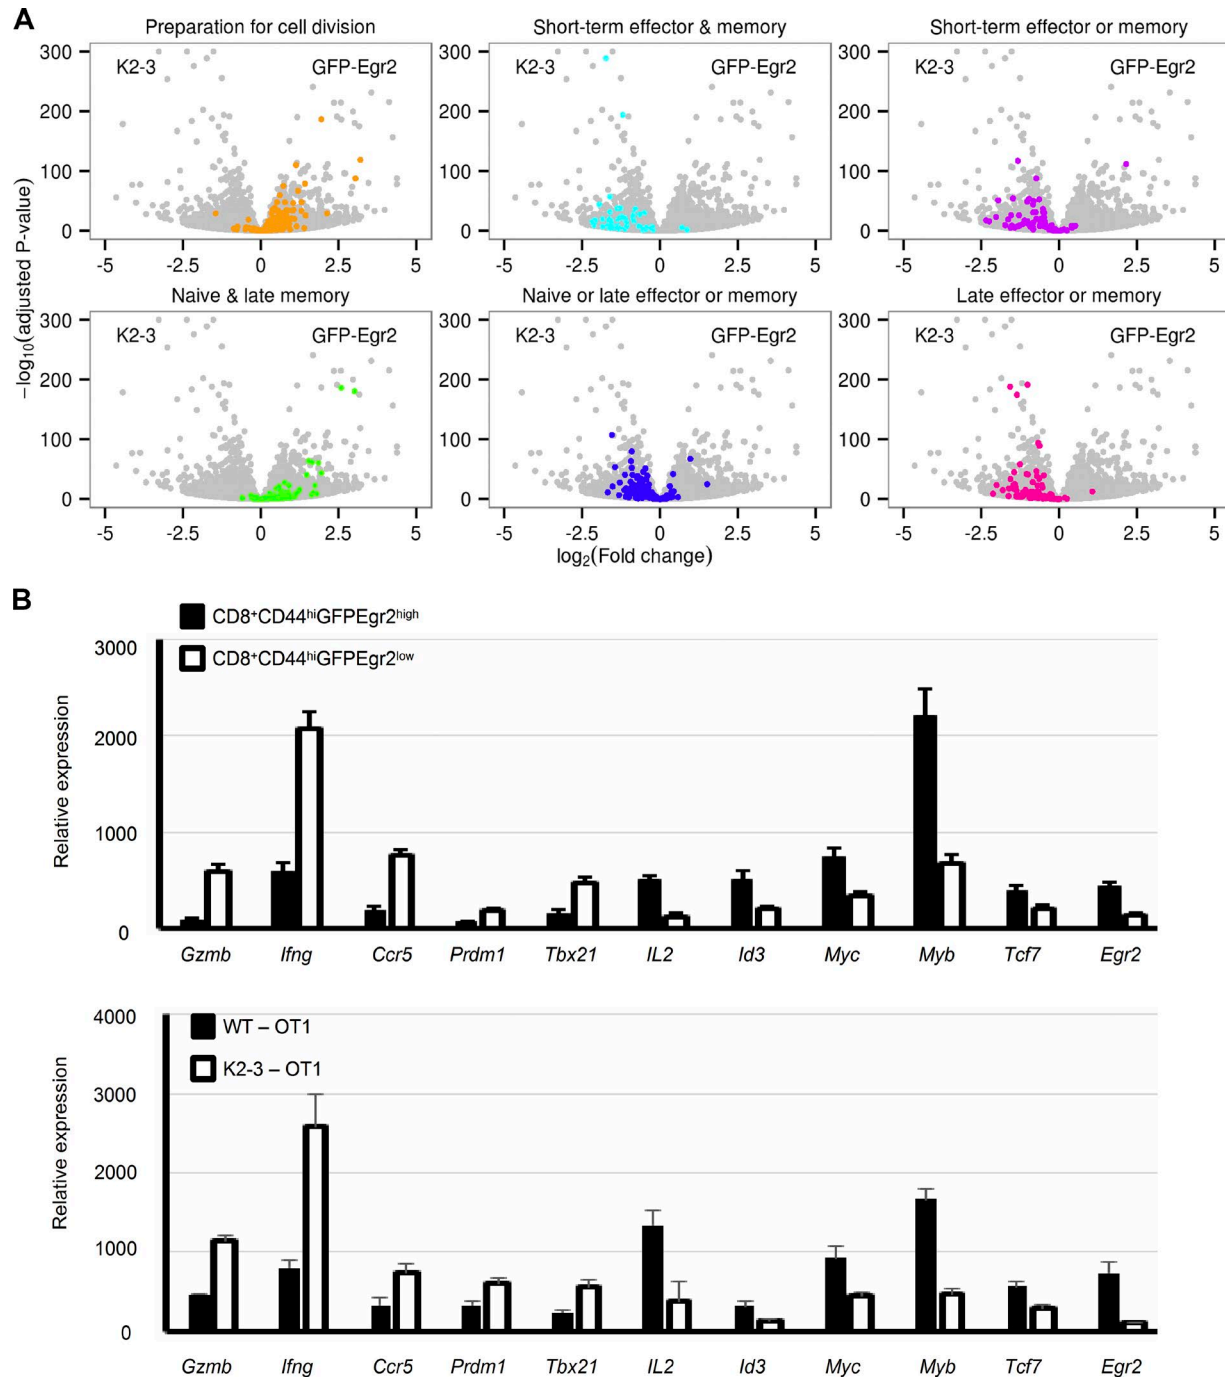 A
Preparation for cell division
Short-term effector & memory
Short-term effector or memory
300
200
100
0
K2-3
GFP-Egr2
-5
-2.5
0
2.5
5
300
200
100
0
K2-3
GFP-Egr2
-5
-2.5
0
2.5
5
300
200
100
0
K2-3
GFP-Egr2
-5
-2.5
0
2.5
5
−log10(adjusted P-value)
Naive & late memory
Naive or late effector or memory
Late effector or memory
300
200
100
0
K2-3
GFP-Egr2
-5
-2.5
0
2.5
5
300
200
100
0
K2-3
GFP-Egr2
-5
-2.5
0
2.5
5
300
200
100
0
K2-3
GFP-Egr2
-5
-2.5
0
2.5
5
log2(Fold change)
B
CD8+CD44hiGFPEgr2high
CD8+CD44hiGFPEgr2low
Relative expression
3000
2000
1000
0
Gzmb Ifng Ccr5 Prdm1 Tbx21 IL2 Id3 Myc Myb Tcf7 Egr2
WT – OT1
K2-3 – OT1
Relative expression
4000
3000
2000
1000
0
Gzmb Ifng Ccr5 Prdm1 Tbx21 IL2 Id3 Myc Myb Tcf7 Egr2